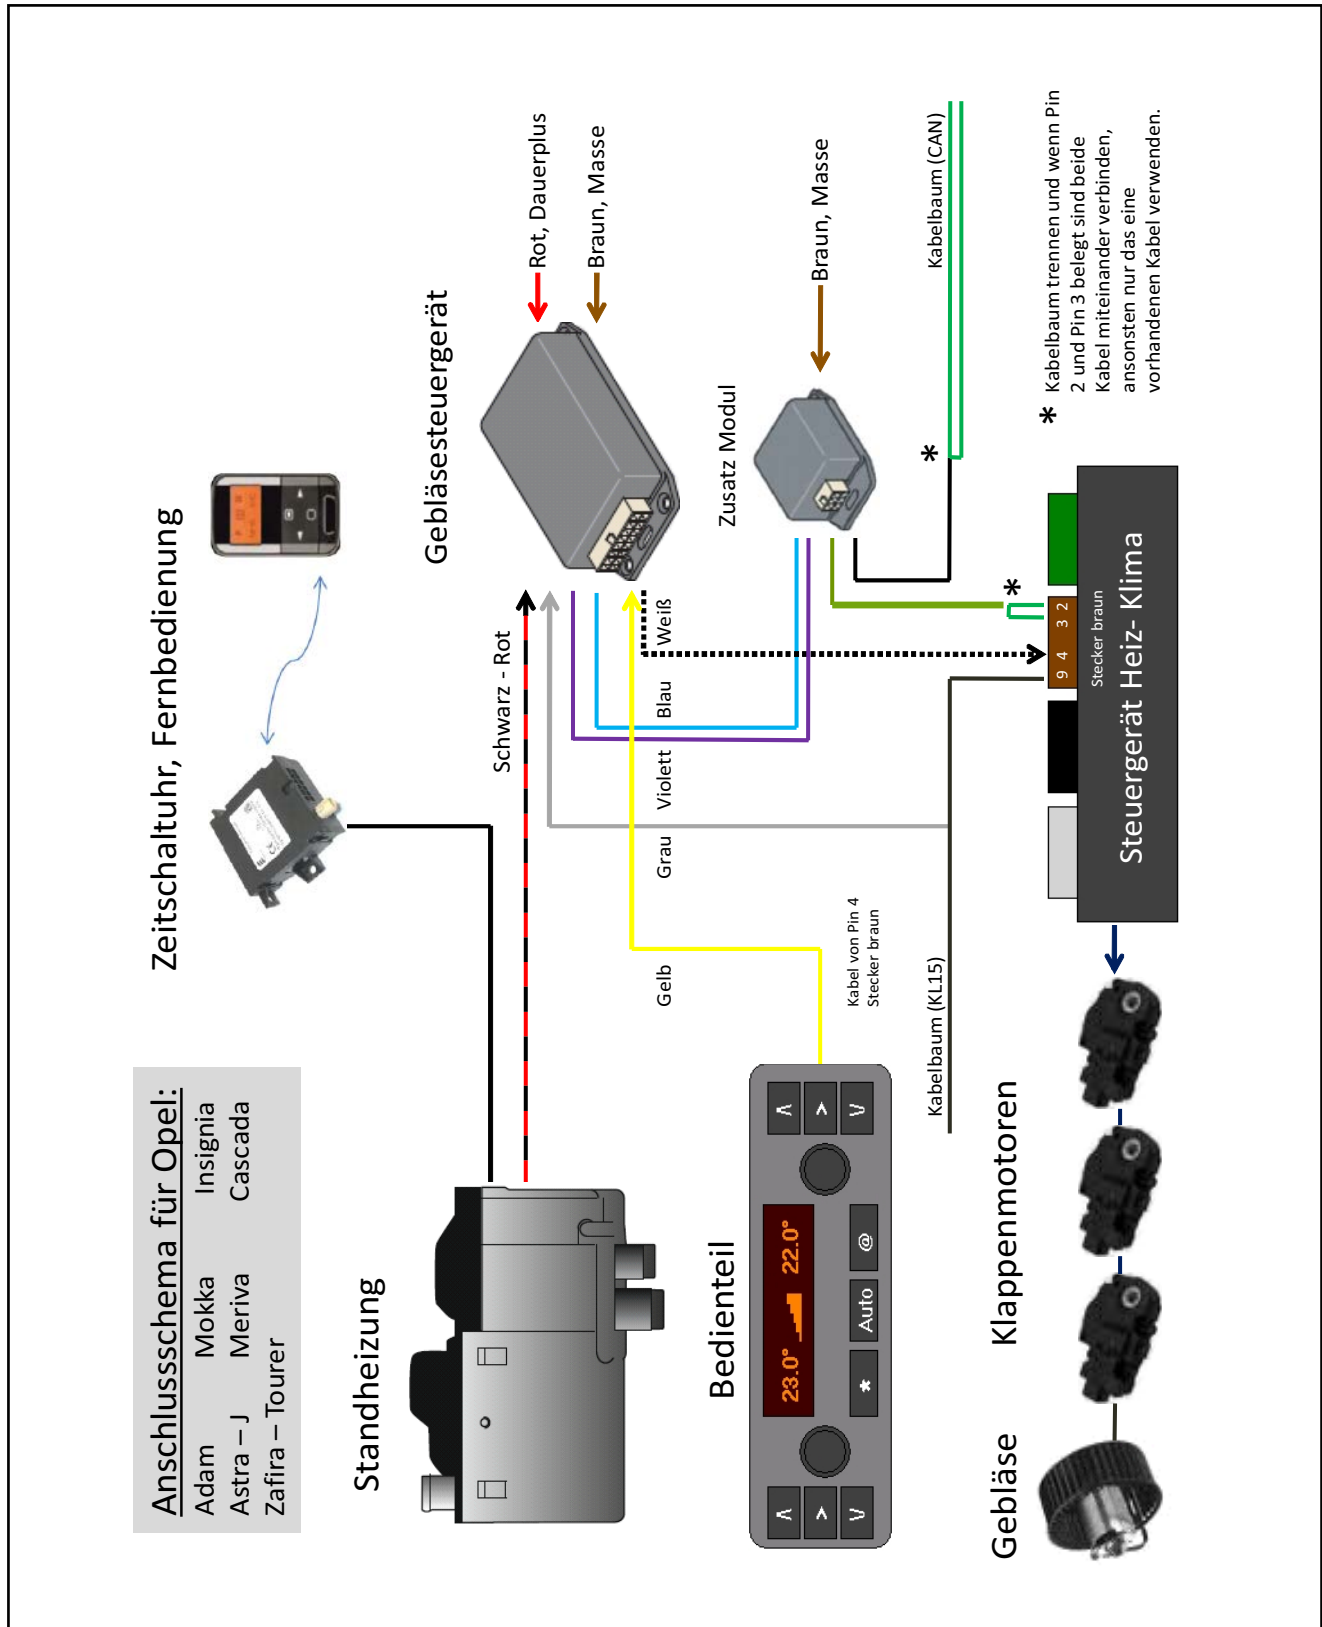 Anschlussschema für Opel:
Adam Mokka Insignia
Astra – J Meriva Cascada
Zafira – Tourer
Zeitschaltuhr, Fernbedienung
Standheizung
Schwarz - Rot
Gebläsesteuergerät
Rot, Dauerplus
Braun, Masse
Gelb
Grau
Violett
Blau
Weiß
Zusatz Modul
Braun, Masse
Bedienteil
23.0° 22.0°
* Auto @
Λ > V
Λ > V
Kabel von Pin 4
Stecker braun
Kabelbaum (KL15)
Kabelbaum (CAN)
*
*
Gebläse
Klappenmotoren
9 4 3 2
Stecker braun
Steuergerät Heiz- Klima
* Kabelbaum trennen und wenn Pin
2 und Pin 3 belegt sind beide
Kabel miteinander verbinden,
ansonsten nur das eine
vorhandenen Kabel verwenden.